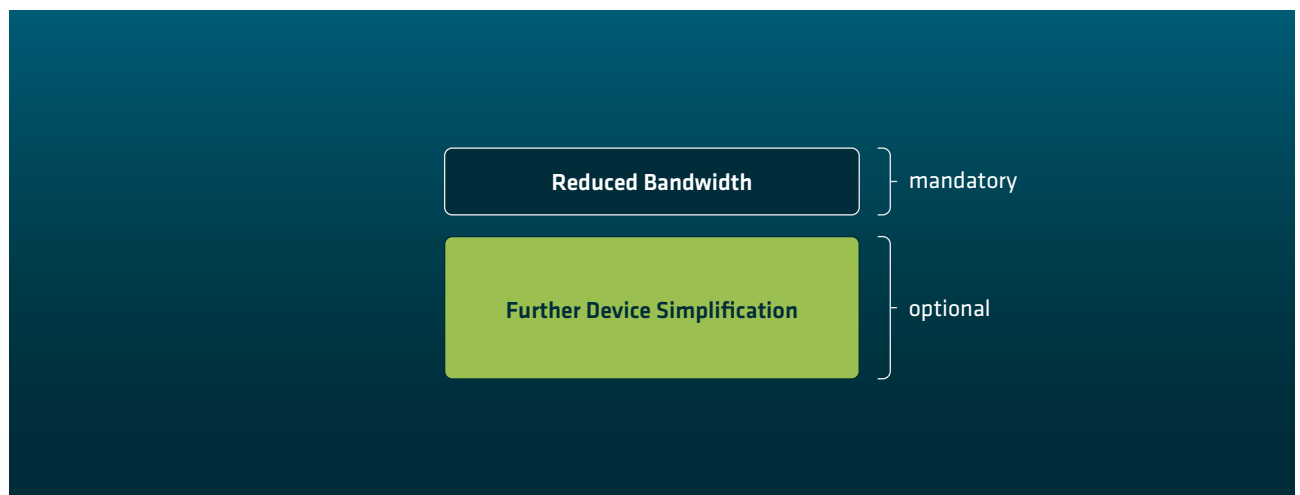 Reduced Bandwidth
mandatory
Further Device Simplification
optional